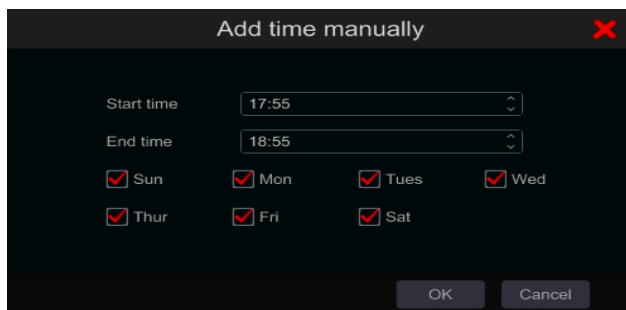 Add time manually
Start time 17:55
End time 18:55
Sun Mon Tues Wed
Thur Fri Sat
OK Cancel